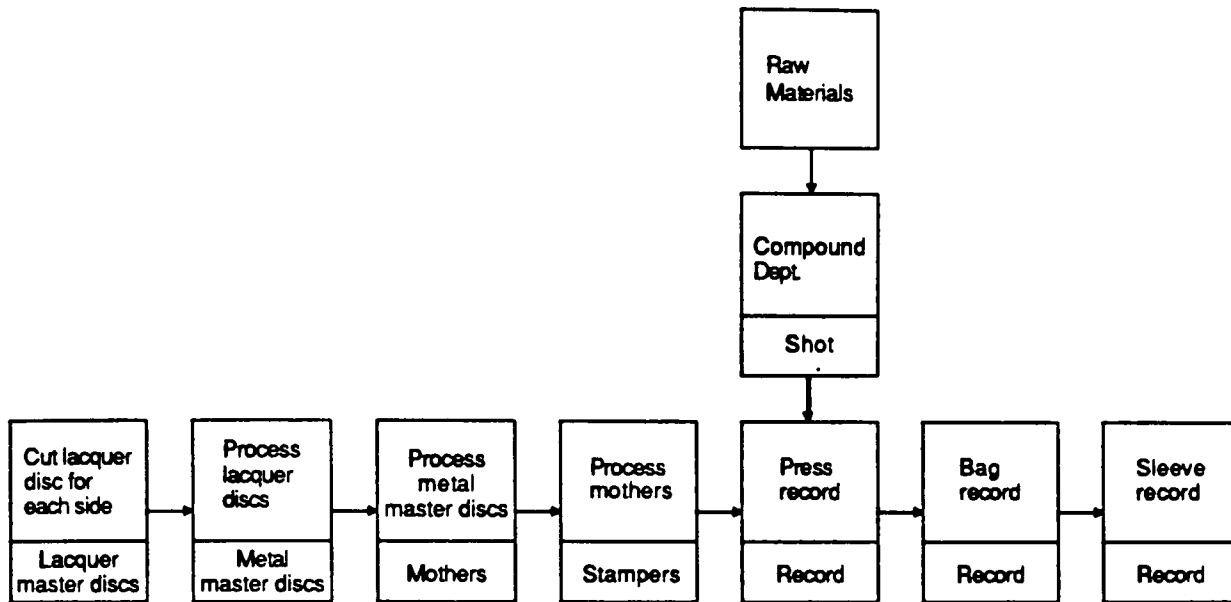 Raw
Materials
Compound
Dept.
Shot
Cut lacquer
disc for
each side
Lacquer
master discs
Process
lacquer
discs
Metal
master discs
Process
metal
master discs
Mothers
Process
mothers
Stampers
Press
record
Record
Bag
record
Record
Sleeve
record
Record